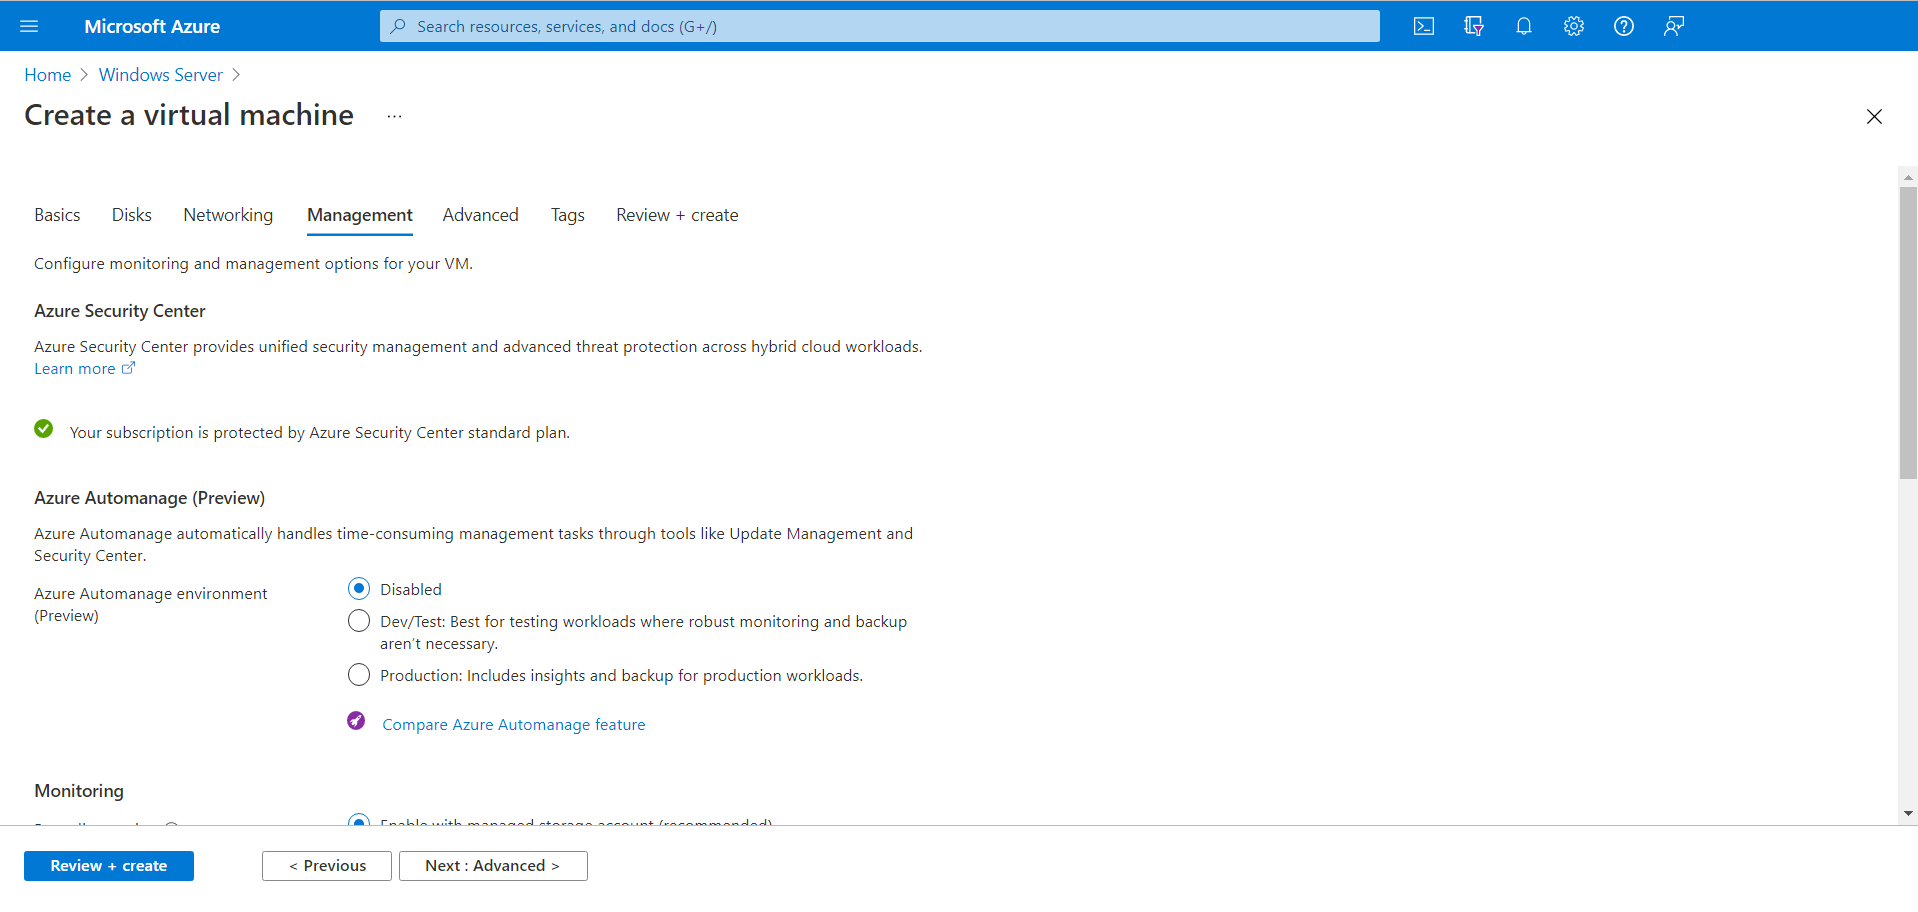 Microsoft Azure
Search resources, services, and docs (G+/)
Home > Windows Server >
Create a virtual machine ...
Basics Disks Networking Management Advanced Tags Review + create
Configure monitoring and management options for your VM.
Azure Security Center
Azure Security Center provides unified security management and advanced threat protection across hybrid cloud workloads.
Learn more
Your subscription is protected by Azure Security Center standard plan.
Azure Automanage (Preview)
Azure Automanage automatically handles time-consuming management tasks through tools like Update Management and
Security Center.
Azure Automanage environment
(Preview)
Disabled
Dev/Test: Best for testing workloads where robust monitoring and backup
aren't necessary.
Production: Includes insights and backup for production workloads.
Compare Azure Automanage feature
Monitoring
Enable with managed storage account (recommended)
Review + create
< Previous
Next : Advanced >